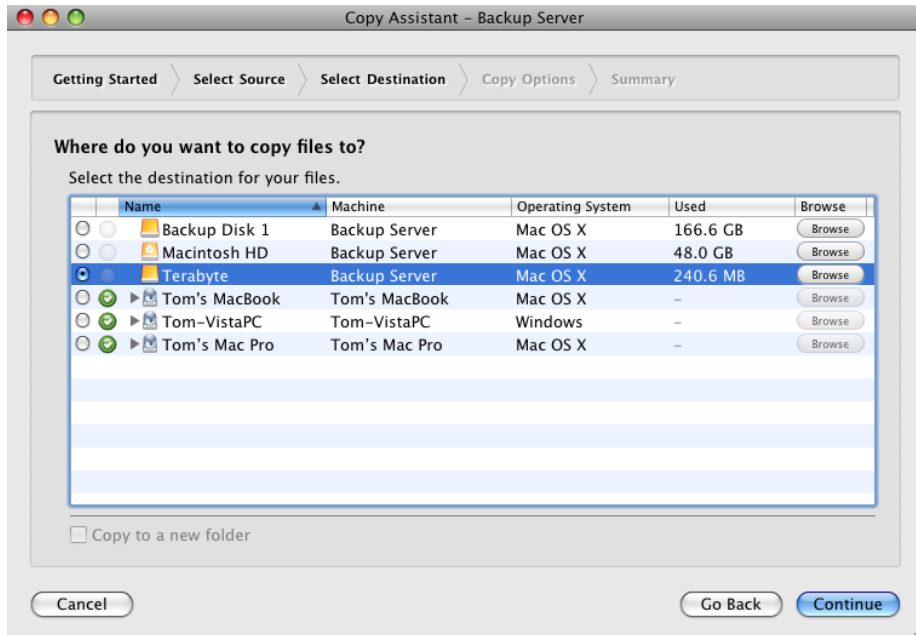 Copy Assistant – Backup Server
Getting Started Select Source Select Destination Copy Options Summary
Where do you want to copy files to?
Select the destination for your files.
Name Machine Operating System Used Browse
Backup Disk 1 Backup Server Mac OS X 166.6 GB Browse
Macintosh HD Backup Server Mac OS X 48.0 GB Browse
Terabyte Backup Server Mac OS X 240.6 MB Browse
Tom's MacBook Tom's MacBook Mac OS X – Browse
Tom-VistaPC Tom-VistaPC Windows – Browse
Tom's Mac Pro Tom's Mac Pro Mac OS X – Browse
Copy to a new folder
Cancel Go Back Continue